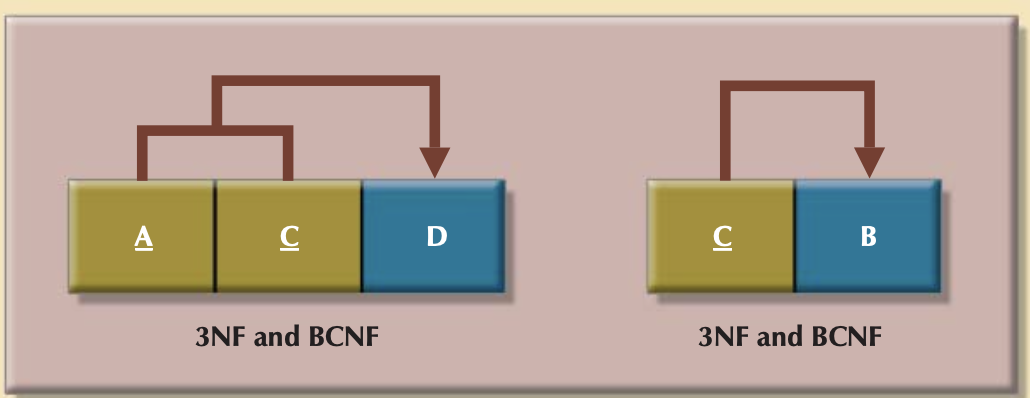 A C D
C B
3NF and BCNF
3NF and BCNF